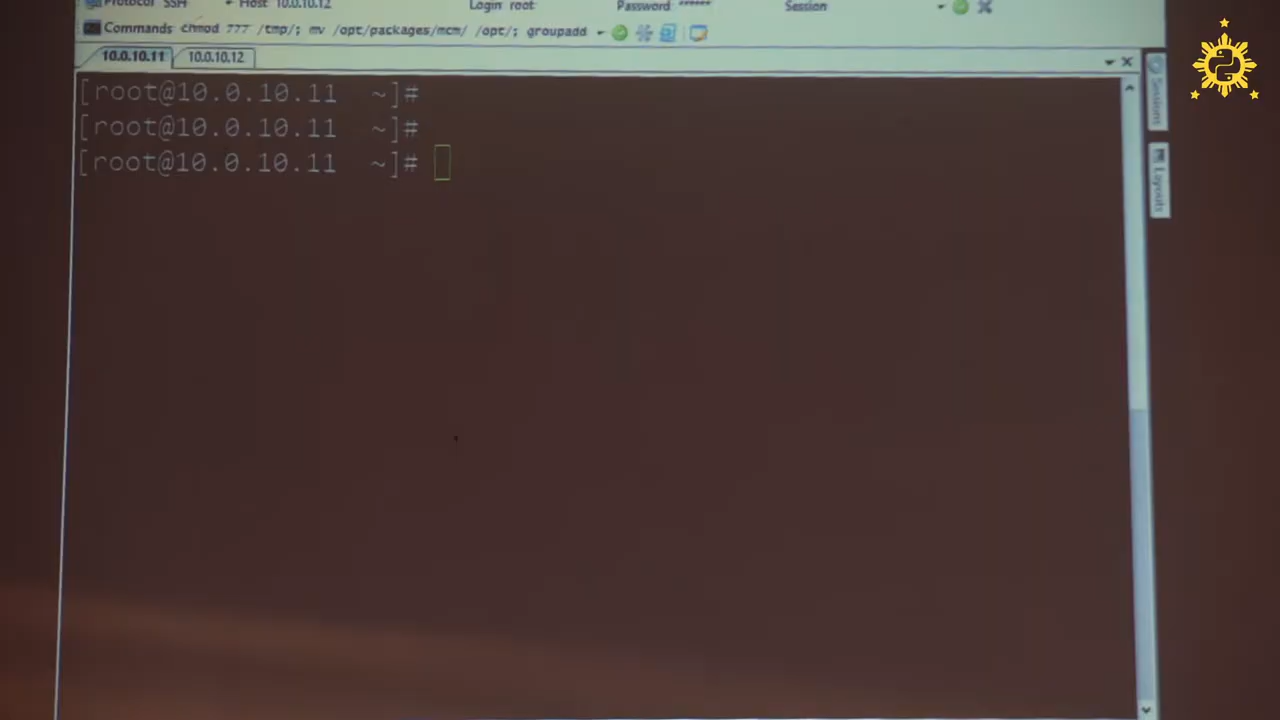 Protocol SSH Host 10.0.10.12 Login root Password ****** Session
Commands chmod 777 /tmp/; mv /opt/packages/mcm/ /opt/; groupadd
10.0.10.11 10.0.10.12
[root@10.0.10.11 ~]#
[root@10.0.10.11 ~]#
[root@10.0.10.11 ~]#
Sessions
Layouts